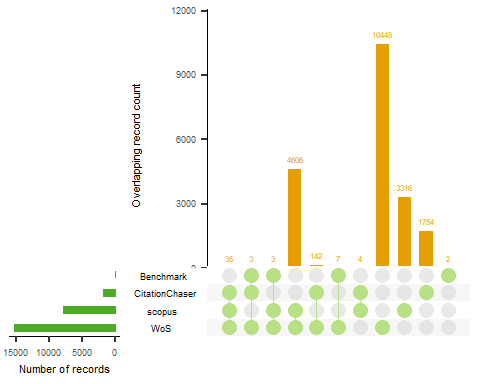 12000
9000
6000
3000
0
Overlapping record count
35 3 3 4606 142 7 4 10448 3316 1754 2
Benchmark
CitationChaser
scopus
WoS
15000 10000 5000 0
Number of records